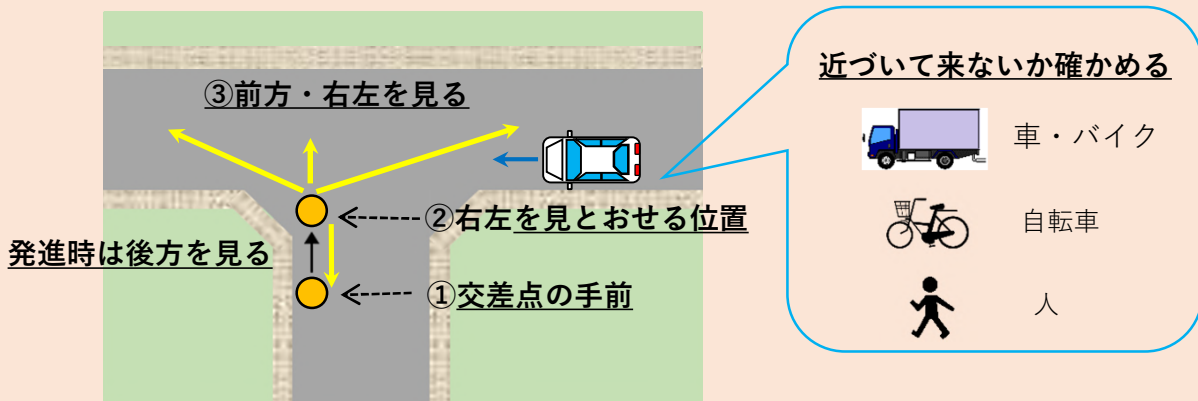 ③前方・右左を見る
②右左を見とおせる位置
発進時は後方を見る
①交差点の手前
近づいて来ないか確かめる
車・バイク
自転車
人